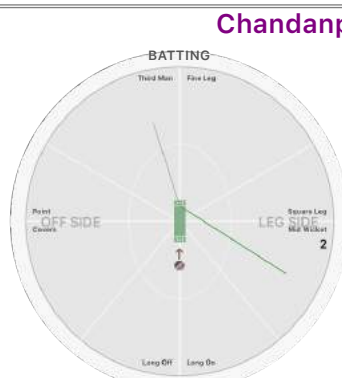 Chandanp
BATTING
Third Man Fine Leg
Point Square Leg
OFF SIDE LEG SIDE
Covers Mid Wicket
2
Long Off Long On